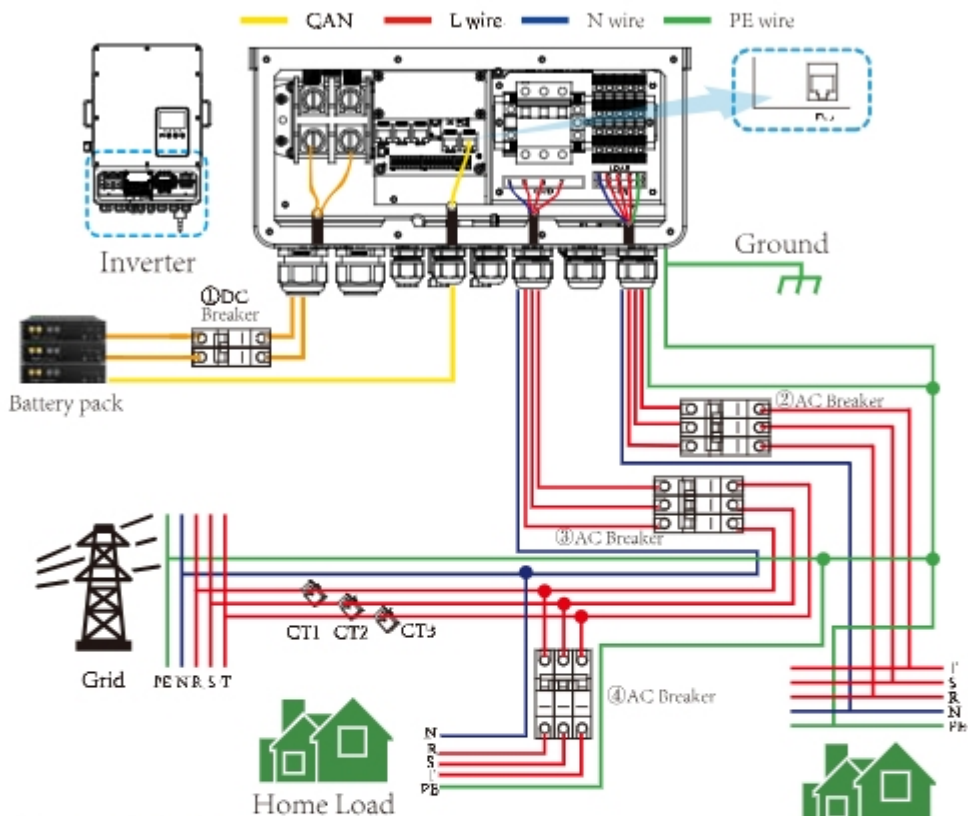 CAN
L wire
N wire
PE wire
Inverter
Ground
①DC
Breaker
Battery pack
②AC Breaker
③AC Breaker
CT1
CT2
CT3
Grid
PE N R S T
④AC Breaker
N
R
S
PE
S
R
N
PE
Home Load